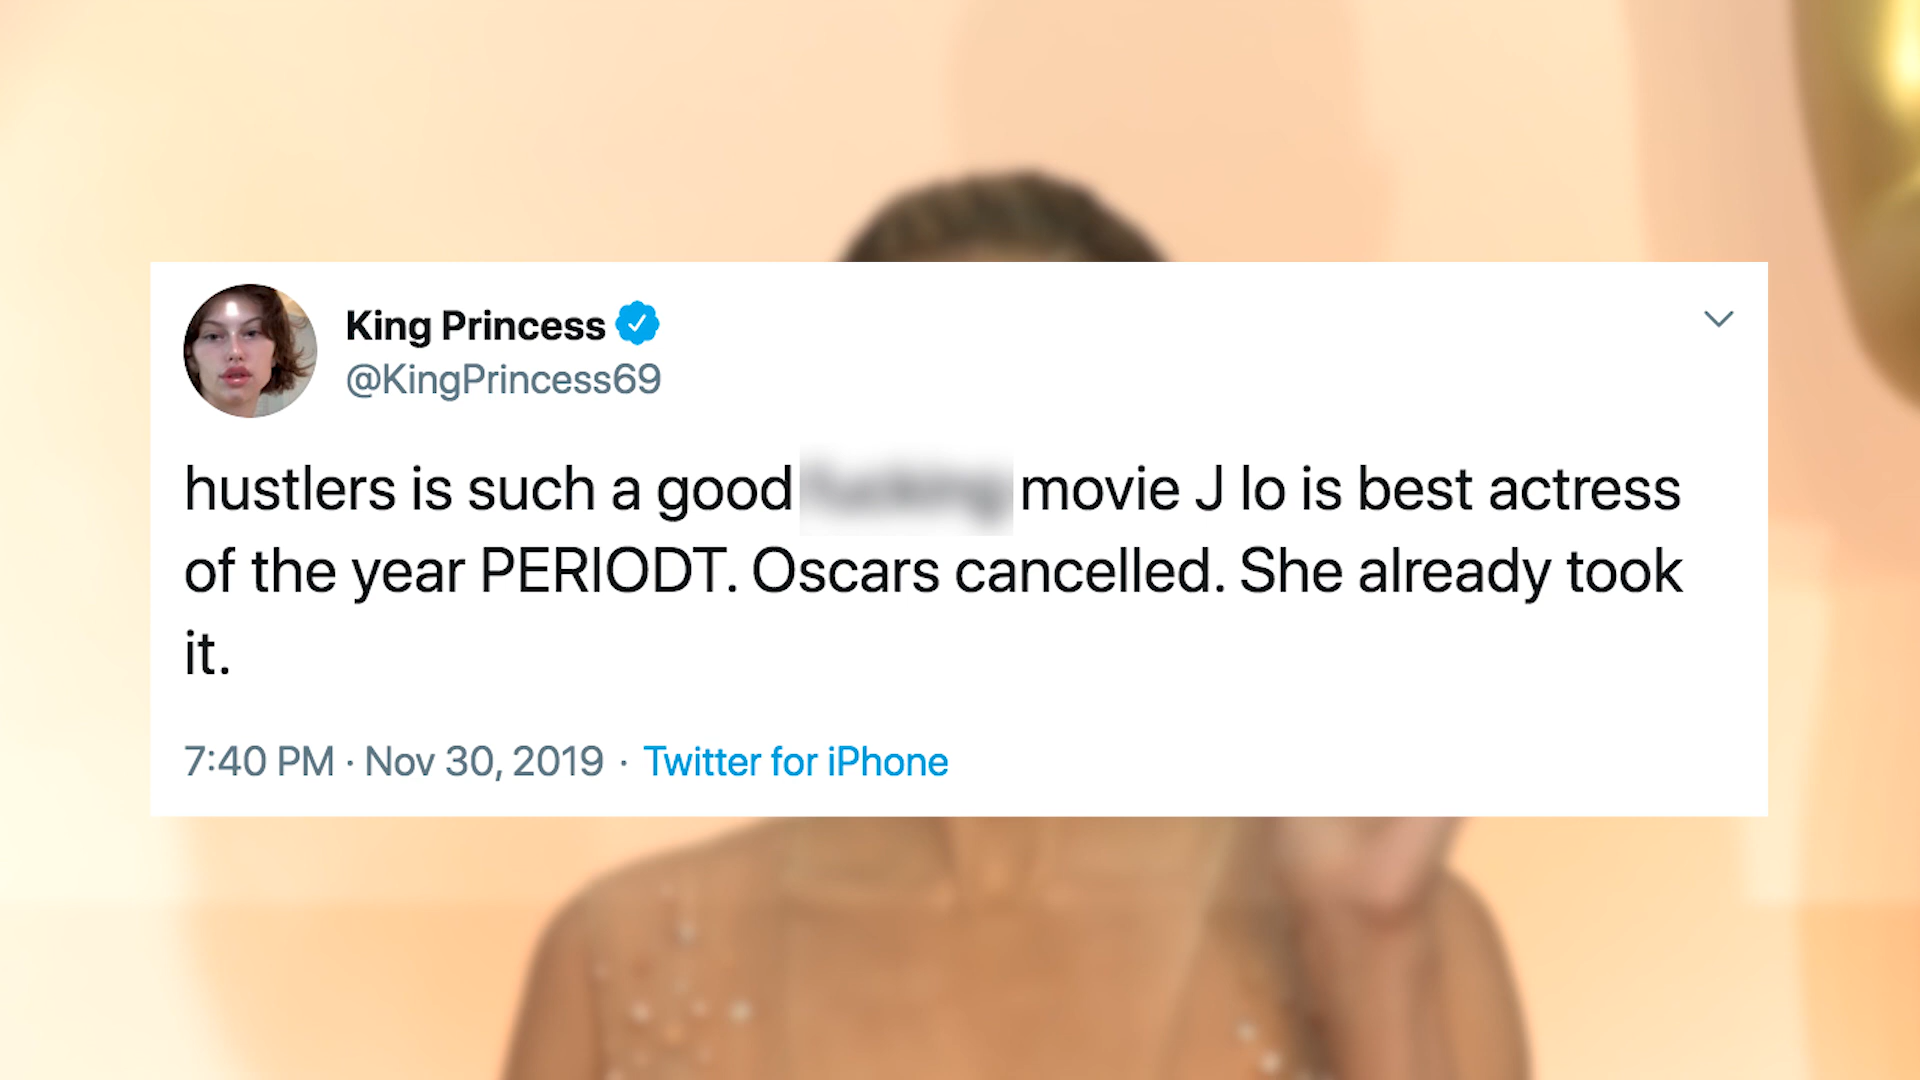 King Princess
@KingPrincess69
hustlers is such a good movie J lo is best actress
of the year PERIODT. Oscars cancelled. She already took
it.
7:40 PM · Nov 30, 2019 · Twitter for iPhone